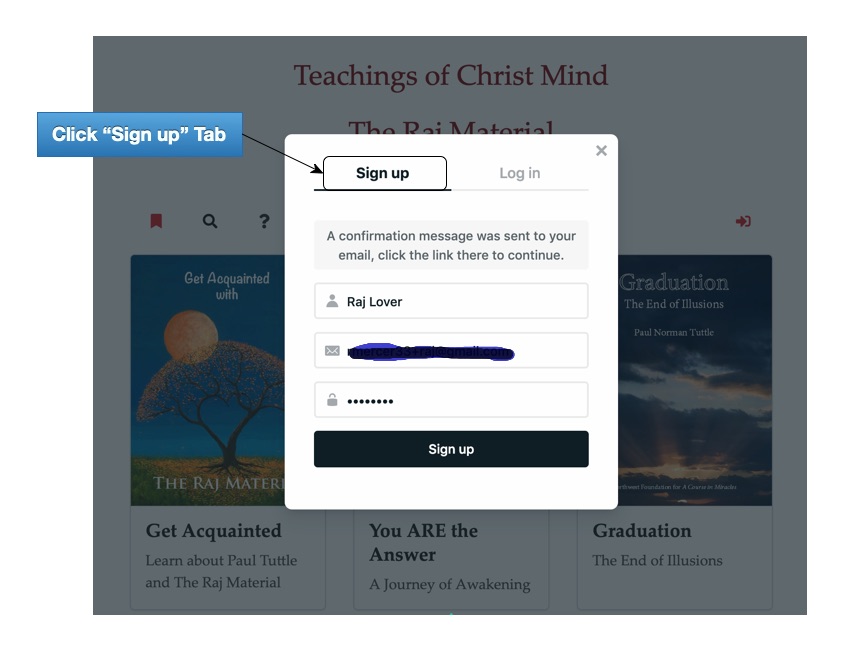 Teachings of Christ Mind
The Raj Material
Click “Sign up” Tab
Sign up
Log in
A confirmation message was sent to your
email, click the link there to continue.
Raj Lover
Sign up
Get Acquainted
with
THE RAJ
Graduation
The End of Illusions
Paul Norman Tuttle
Foundation for A Course in Miracles
Get Acquainted
Learn about Paul Tuttle
and The Raj Material
You ARE the
Answer
A Journey of Awakening
Graduation
The End of Illusions